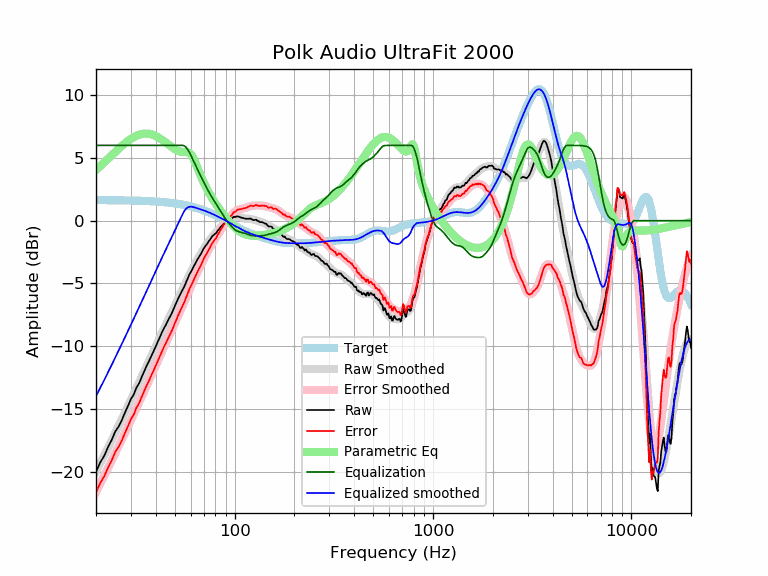 Polk Audio UltraFit 2000
10
5
0
−5
−10
−15
−20
Amplitude (dBr)
Target
Raw Smoothed
Error Smoothed
Raw
Error
Parametric Eq
Equalization
Equalized smoothed
100
1000
10000
Frequency (Hz)